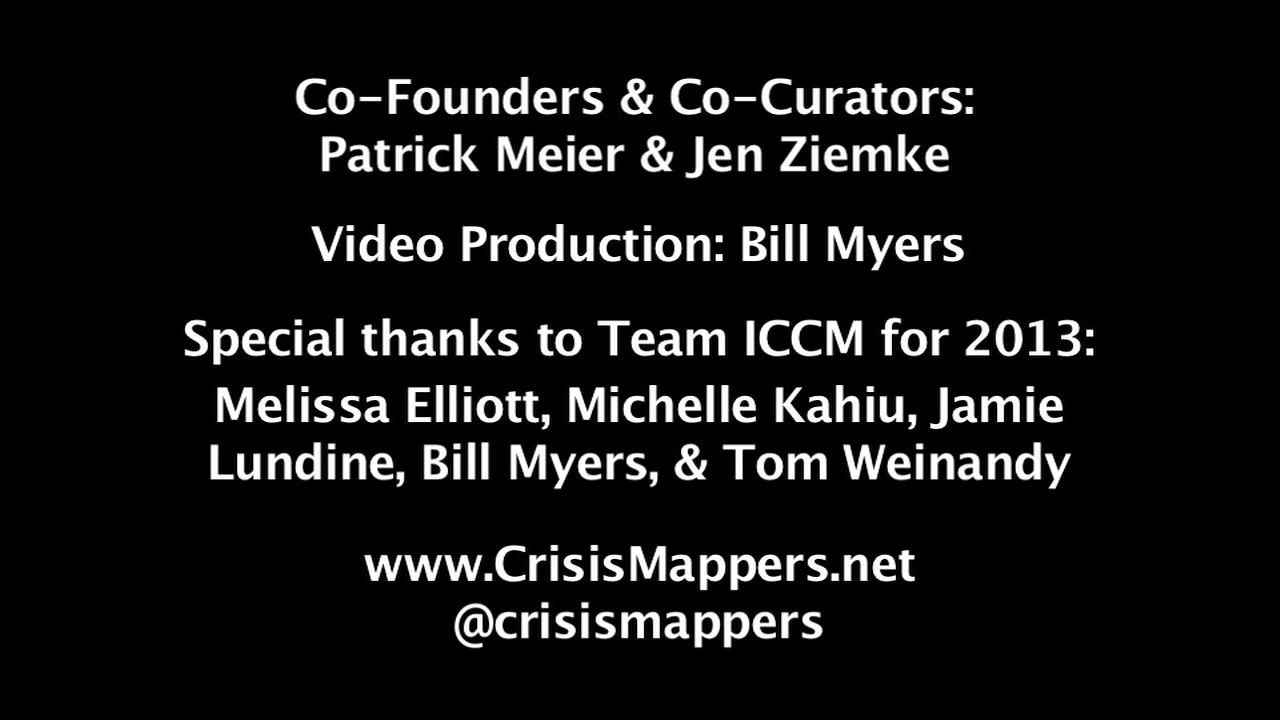 Co-Founders & Co-Curators:
Patrick Meier & Jen Ziemke
Video Production: Bill Myers
Special thanks to Team ICCM for 2013:
Melissa Elliott, Michelle Kahiu, Jamie
Lundine, Bill Myers, & Tom Weinandy
www.CrisisMappers.net
@crisismappers